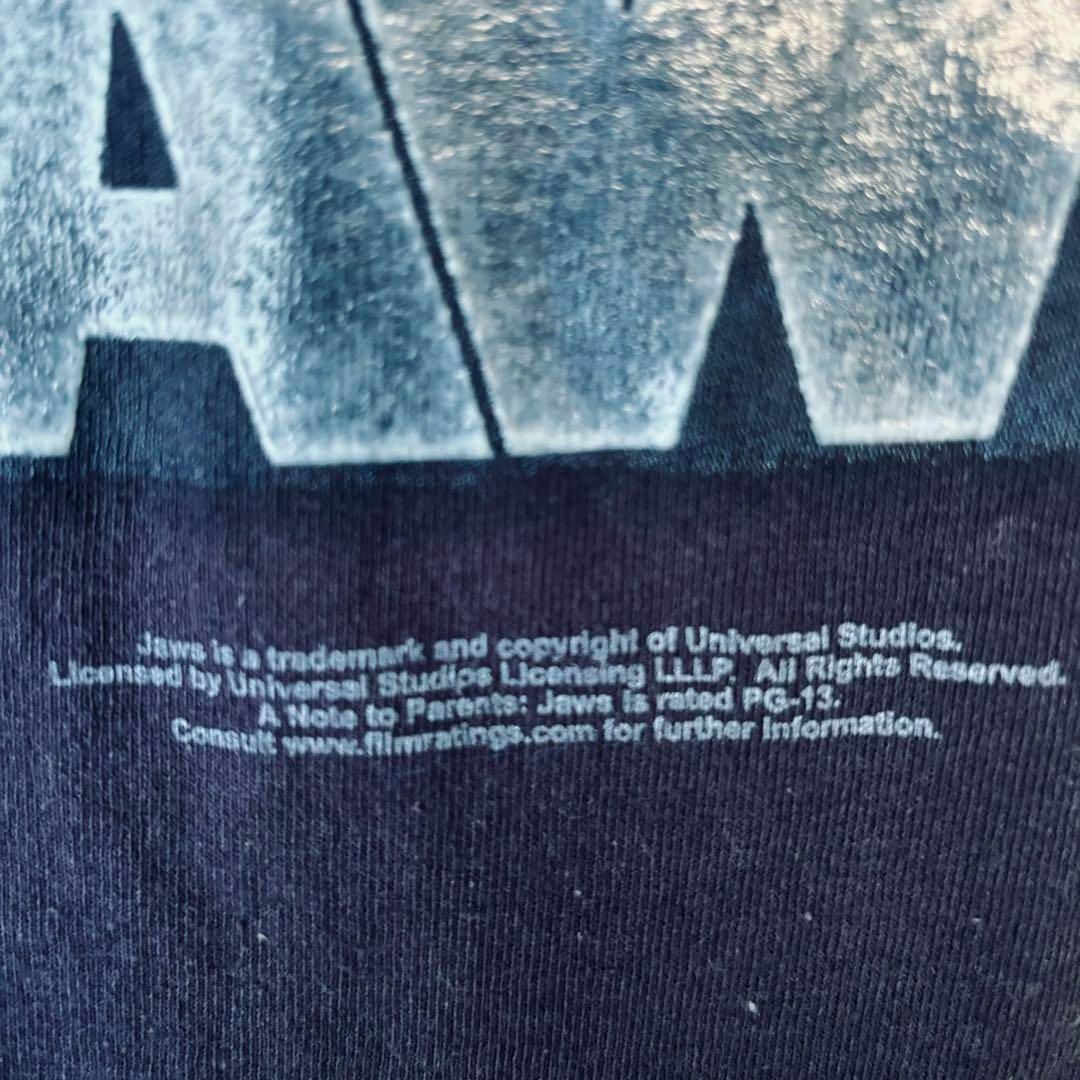 AW
Jaws is a trademark and copyright of Universal Studios.
Licensed by Universal Studios Licensing LLLP. All Rights Reserved.
A Note to Parents: Jaws is rated PG-13.
Consult www.filmratings.com for further information.